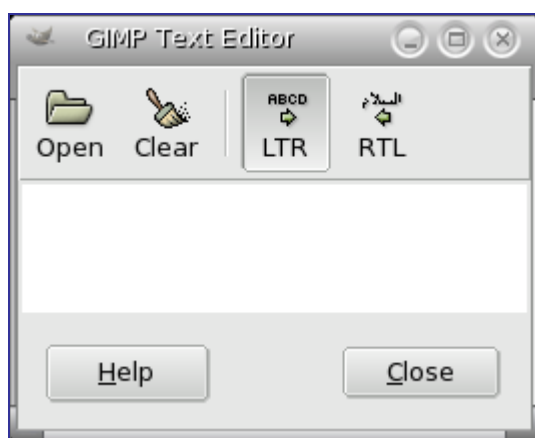 GIMP Text Editor
ABCD السلام
Open Clear LTR RTL
Help Close